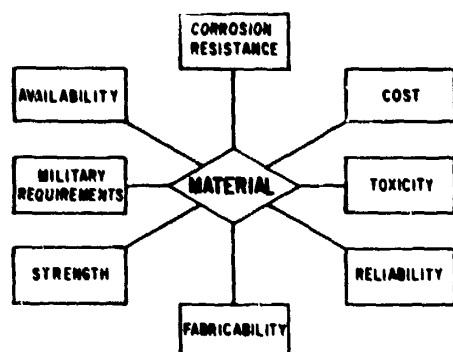 CORROSION
RESISTANCE
AVAILABILITY
COST
MILITARY
REQUIREMENTS
MATERIAL
TOXICITY
STRENGTH
RELIABILITY
FABRICABILITY